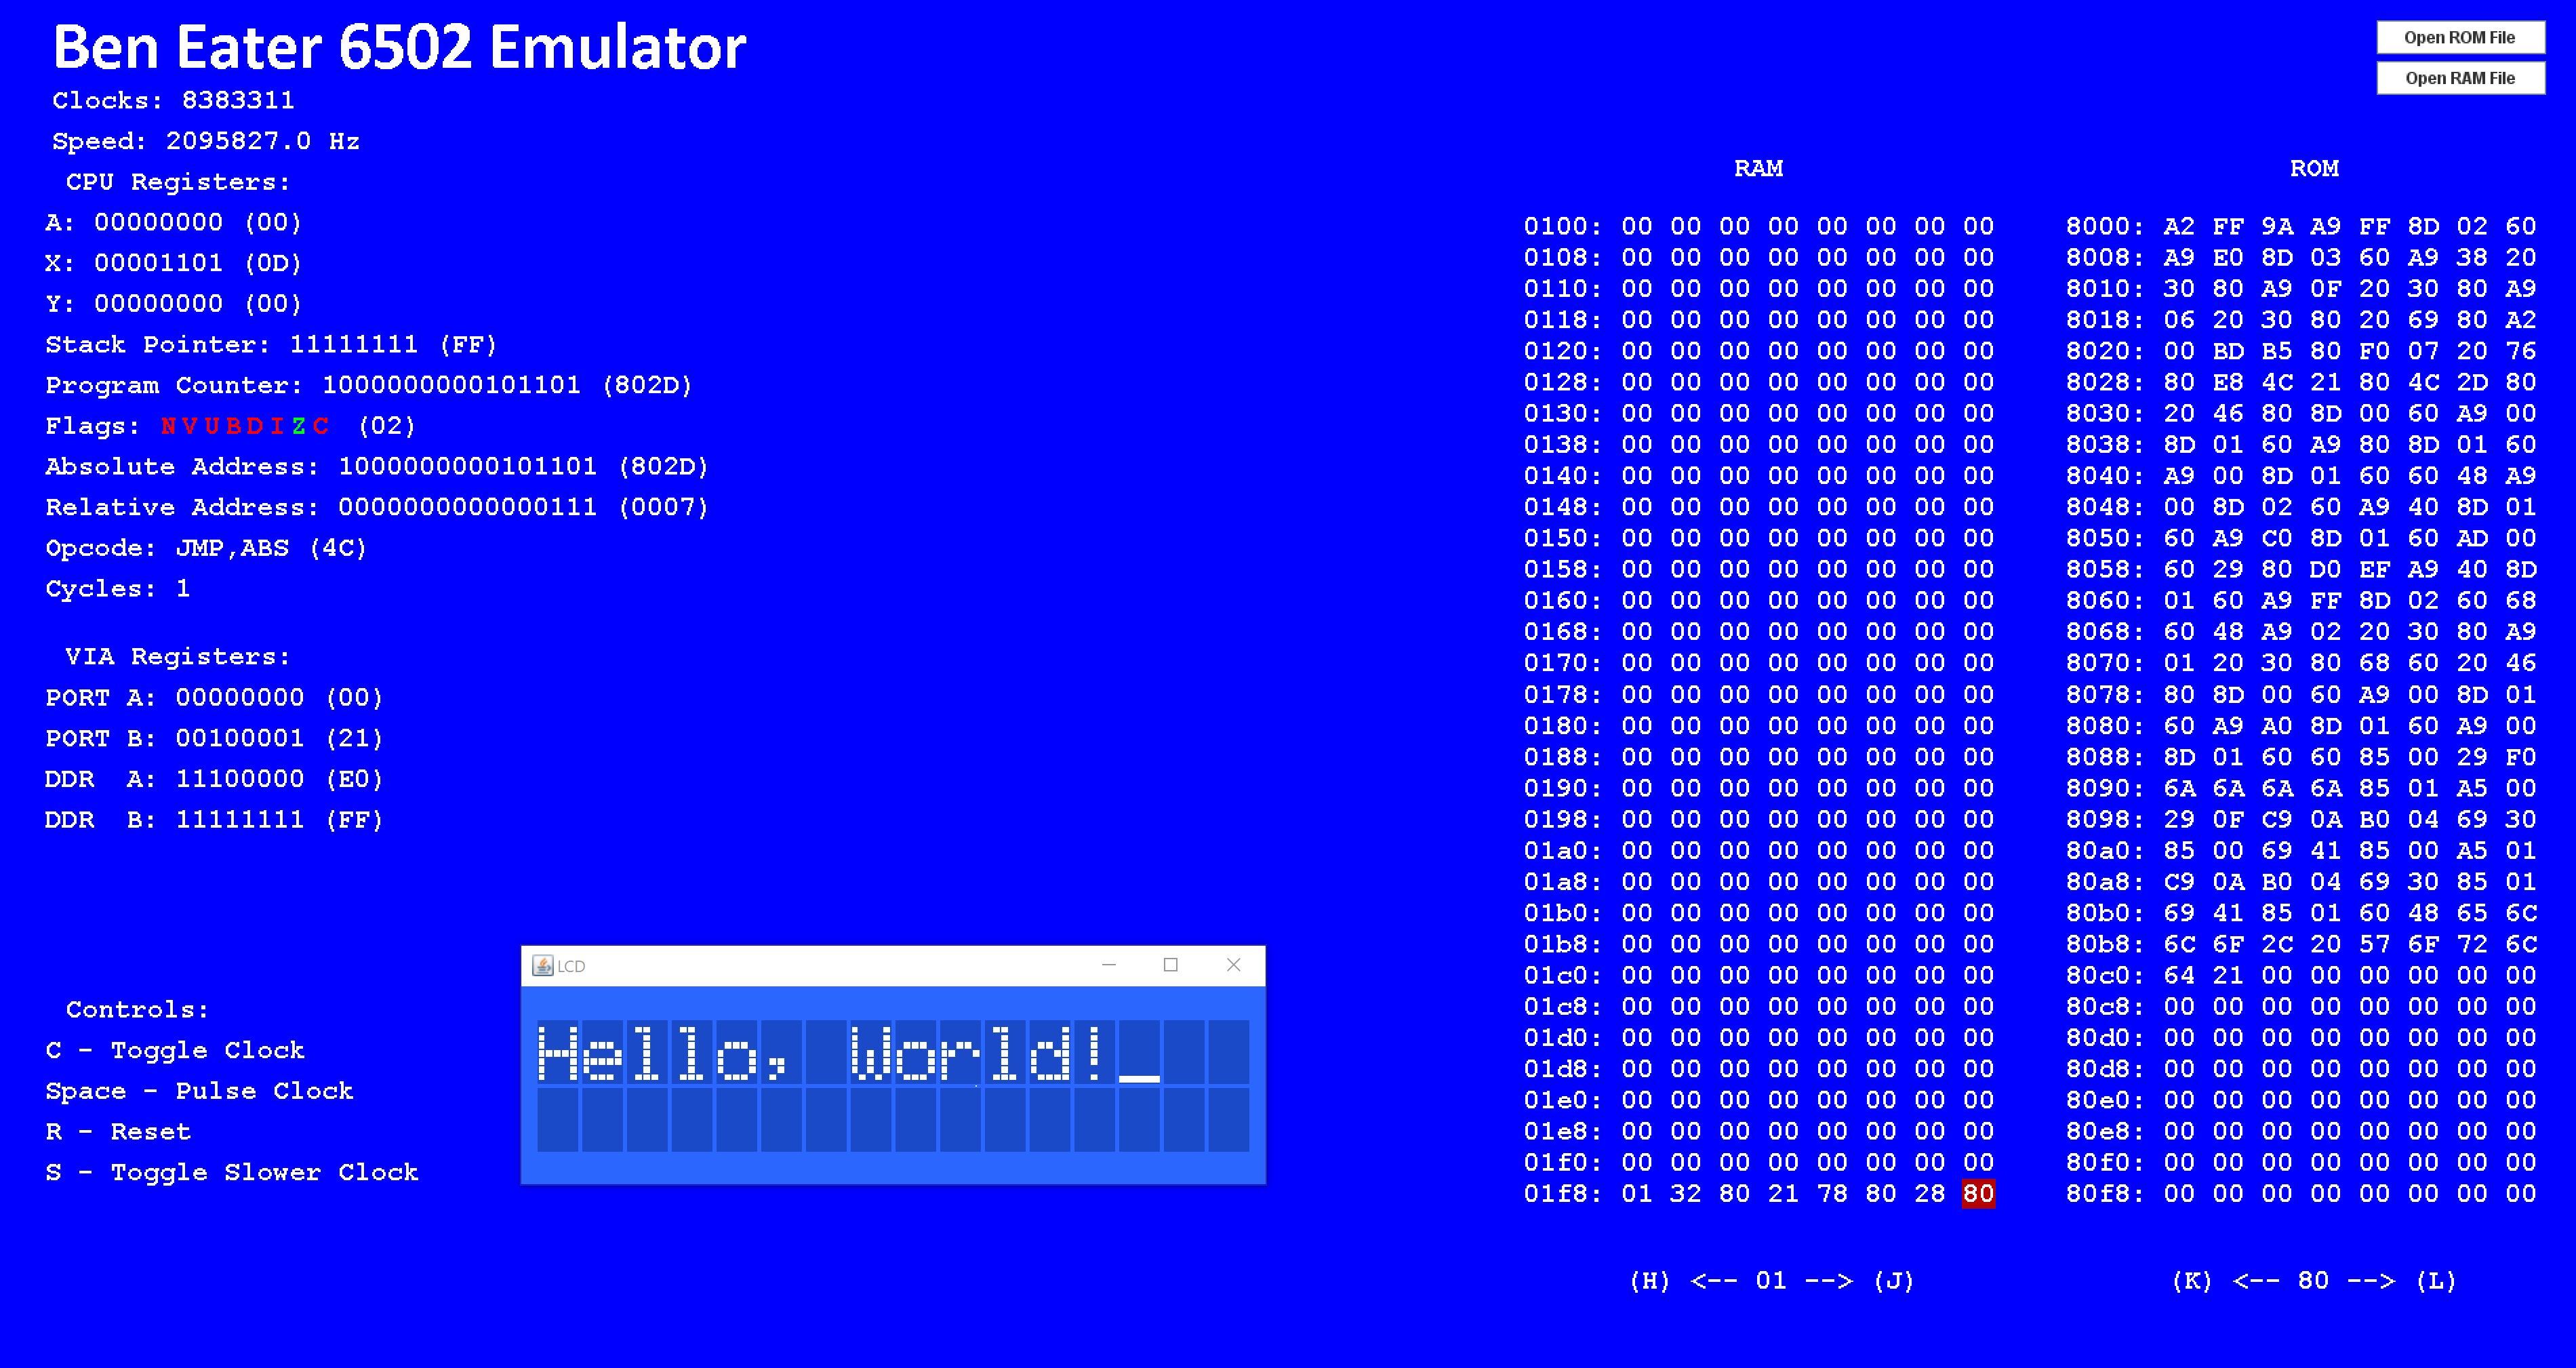 Ben Eater 6502 Emulator
Open ROM File
Open RAM File
Clocks: 8383311
Speed: 2095827.0 Hz
CPU Registers:
A: 00000000 (00)
X: 00001101 (0D)
Y: 00000000 (00)
Stack Pointer: 11111111 (FF)
Program Counter: 1000000000101101 (802D)
Flags: NVUBDIZC (02)
Absolute Address: 1000000000101101 (802D)
Relative Address: 0000000000000111 (0007)
Opcode: JMP,ABS (4C)
Cycles: 1
VIA Registers:
PORT A: 00000000 (00)
PORT B: 00100001 (21)
DDR A: 11100000 (E0)
DDR B: 11111111 (FF)
Controls:
C - Toggle Clock
Space - Pulse Clock
R - Reset
S - Toggle Slower Clock
LCD
Hello, World!_
RAM
0100: 00 00 00 00 00 00 00 00
0108: 00 00 00 00 00 00 00 00
0110: 00 00 00 00 00 00 00 00
0118: 00 00 00 00 00 00 00 00
0120: 00 00 00 00 00 00 00 00
0128: 00 00 00 00 00 00 00 00
0130: 00 00 00 00 00 00 00 00
0138: 00 00 00 00 00 00 00 00
0140: 00 00 00 00 00 00 00 00
0148: 00 00 00 00 00 00 00 00
0150: 00 00 00 00 00 00 00 00
0158: 00 00 00 00 00 00 00 00
0160: 00 00 00 00 00 00 00 00
0168: 00 00 00 00 00 00 00 00
0170: 00 00 00 00 00 00 00 00
0178: 00 00 00 00 00 00 00 00
0180: 00 00 00 00 00 00 00 00
0188: 00 00 00 00 00 00 00 00
0190: 00 00 00 00 00 00 00 00
0198: 00 00 00 00 00 00 00 00
01a0: 00 00 00 00 00 00 00 00
01a8: 00 00 00 00 00 00 00 00
01b0: 00 00 00 00 00 00 00 00
01b8: 00 00 00 00 00 00 00 00
01c0: 00 00 00 00 00 00 00 00
01c8: 00 00 00 00 00 00 00 00
01d0: 00 00 00 00 00 00 00 00
01d8: 00 00 00 00 00 00 00 00
01e0: 00 00 00 00 00 00 00 00
01e8: 00 00 00 00 00 00 00 00
01f0: 00 00 00 00 00 00 00 00
01f8: 01 32 80 21 78 80 28 80
(H) <-- 01 --> (J)
ROM
8000: A2 FF 9A A9 FF 8D 02 60
8008: A9 E0 8D 03 60 A9 38 20
8010: 30 80 A9 0F 20 30 80 A9
8018: 06 20 30 80 20 69 80 A2
8020: 00 BD B5 80 F0 07 20 76
8028: 80 E8 4C 21 80 4C 2D 80
8030: 20 46 80 8D 00 60 A9 00
8038: 8D 01 60 A9 80 8D 01 60
8040: A9 00 8D 01 60 60 48 A9
8048: 00 8D 02 60 A9 40 8D 01
8050: 60 A9 C0 8D 01 60 AD 00
8058: 60 29 80 D0 EF A9 40 8D
8060: 01 60 A9 FF 8D 02 60 68
8068: 60 48 A9 02 20 30 80 A9
8070: 01 20 30 80 68 60 20 46
8078: 80 8D 00 60 A9 00 8D 01
8080: 60 A9 A0 8D 01 60 A9 00
8088: 8D 01 60 60 85 00 29 F0
8090: 6A 6A 6A 6A 85 01 A5 00
8098: 29 0F C9 0A B0 04 69 30
80a0: 85 00 69 41 85 00 A5 01
80a8: C9 0A B0 04 69 30 85 01
80b0: 69 41 85 01 60 48 65 6C
80b8: 6C 6F 2C 20 57 6F 72 6C
80c0: 64 21 00 00 00 00 00 00
80c8: 00 00 00 00 00 00 00 00
80d0: 00 00 00 00 00 00 00 00
80d8: 00 00 00 00 00 00 00 00
80e0: 00 00 00 00 00 00 00 00
80e8: 00 00 00 00 00 00 00 00
80f0: 00 00 00 00 00 00 00 00
80f8: 00 00 00 00 00 00 00 00
(K) <-- 80 --> (L)